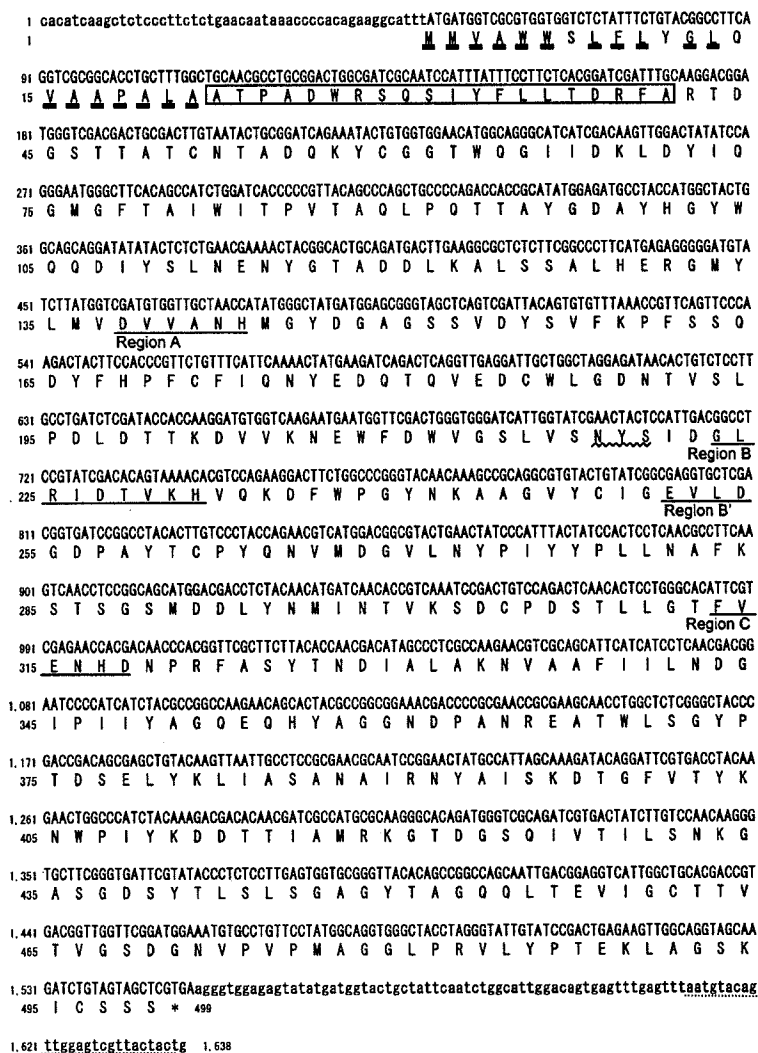 1 cacatcaagctctctcccttctctctgaacaataaaccccacagaaggcatttATGATGGTCGCGTGGTGGTCTCTATTTCTGTACGGCCTTCA
1 M M V A W W S L F L Y G L Q
91 GGTCGCGGCACCTGCTTTGGCTGCAACGCCTGCGGACTGGCGATCGCAATCCATTTATTTCCTTCTCACGGATCGATTTGCAAGGACGGA
15 V A A P A L A A T P A D W R S Q S I Y F L L T D R F A R T D
181 TGGGTCGACGACTGCGACTTGTAATACTGCGGATCAGAAATACTGTGGTGGAACATGGCAGGGCATCATCGACAAGTTGGACTATATCCA
45 G S T T A T C N T A D Q K Y C G G T W Q G I I D K L D Y I Q
271 GGGAATGGGCTTCACAGCCATCTGGATCACCCCCGTTACAGCCCAGCTGCCCCAGACCACCGCATATGGAGATGCCTACCATGGCTACTG
75 G M G F T A I W I T P V T A Q L P Q T T A Y G D A Y H G Y W
361 GCAGCAGGATATATACTCTCTGAACGAAAACTACGGCACTGCAGATGACTTGAAGGCGCTCTCTTCGGCCCTTCATGAGAGGGGGATGTA
105 Q Q D I Y S L N E N Y G T A D D L K A L S S A L H E R G M Y
451 TCTTATGGTCGATGTGGTTGCTAACCATATGGGCTATGATGGAGCGGGTAGCTCAGTCGATTACAGTGTGTTTAAACCGTTCAGTTCCCA
135 L M V D V V A N H M G Y D G A G S S V D Y S V F K P F S S Q
Region A
541 AGACTACTTCCACCCGTTCTGTTTCATTCAAAACTATGAAGATCAGACTCAGGTTGAGGATTGCTGGCTAGGAGATAACACTGTCTCCTT
165 D Y F H P F C F I Q N Y E D Q T Q V E D C W L G D N T V S L
631 GCCTGATCTCGATACCACCAAGGATGTGGTCAAGAATGAATGGTTCGACTGGGTGGGATCATTGGTATCGAACTACTCCATTGACGGCCT
195 P D L D T T K D V V K N E W F D W V G S L V S N Y S I D G L
Region B
721 CCGTATCGACACAGTAAAACACGTCCAGAAGGACTTCTGGCCCGGGTACAACAAAGCCGCAGGCGTGTACTGTATCGGCGAGGTGCTCGA
225 R I D T V K H V Q K D F W P G Y N K A A G V Y C I G E V L D
Region B'
811 CGGTGATCCGGCCTACACTTGTCCCTACCAGAACGTCATGGACGGCGTACTGAACTATCCCATTTACTATCCACTCCTCAACGCCTTCAA
255 G D P A Y T C P Y Q N V M D G V L N Y P I Y Y P L L N A F K
901 GTCAACCTCCGGCAGCATGGACGACCTCTACAACATGATCAACACCGTCAAATCCGACTGTCCAGACTCAACACTCCTGGGCACATTCGT
285 S T S G S M D D L Y N M I N T V K S D C P D S T L L G T F V
Region C
991 CGAGAACCACGACAACCCACGGTTCGCTTCTTACACCAACGACATAGCCCTCGCCAAGAACGTCGCAGCATTCATCATCCTCAACGACGG
315 E N H D N P R F A S Y T N D I A L A K N V A A F I I L N D G
1,081 AATCCCCATCATCTACGCCGGCCAAGAACAGCACTACGCCGGCGGAAACGACCCCGCGAACCGCGAAGCAACCTGGCTCTCGGGCTACCC
345 I P I I Y A G Q E Q H Y A G G N D P A N R E A T W L S G Y P
1,171 GACCGACAGCGAGCTGTACAAGTTAATTGCCTCCGCGAACGCAATCCGGAACTATGCCATTAGCAAAGATACAGGATTCGTGACCTACAA
375 T D S E L Y K L I A S A N A I R N Y A I S K D T G F V T Y K
1,261 GAACTGGCCCATCTACAAAGACGACACAACGATCGCCATGCGCAAGGGCACAGATGGGTCGCAGATCGTGACTATCTTGTCCAACAAGGG
405 N W P I Y K D D T T I A M R K G T D G S Q I V T I L S N K G
1,351 TGCTTCGGGTGATTCGTATACCCTCTCCTTGAGTGGTGCGGGTTACACAGCCGGCCAGCAATTGACGGAGGTCATTGGCTGCACGACCGT
435 A S G D S Y T L S L S G A G Y T A G Q Q L T E V I G C T T V
1,441 GACGGTTGGTTCGGATGGAAATGTGCCTGTTCCTATGGCAGGTGGGCTACCTAGGGTATTGTATCCGACTGAGAAGTTGGCAGGTAGCAA
465 T V G S D G N V P V P M A G G L P R V L Y P T E K L A G S K
1,531 GATCTGTAGTAGCTCGTGAagggtggagagtatatgatggtactgctattcaatctggcattggacagtgagtttgagtttaatgtacag
495 I C S S S * 499
1,621 ttggagtcgttactactg 1,638